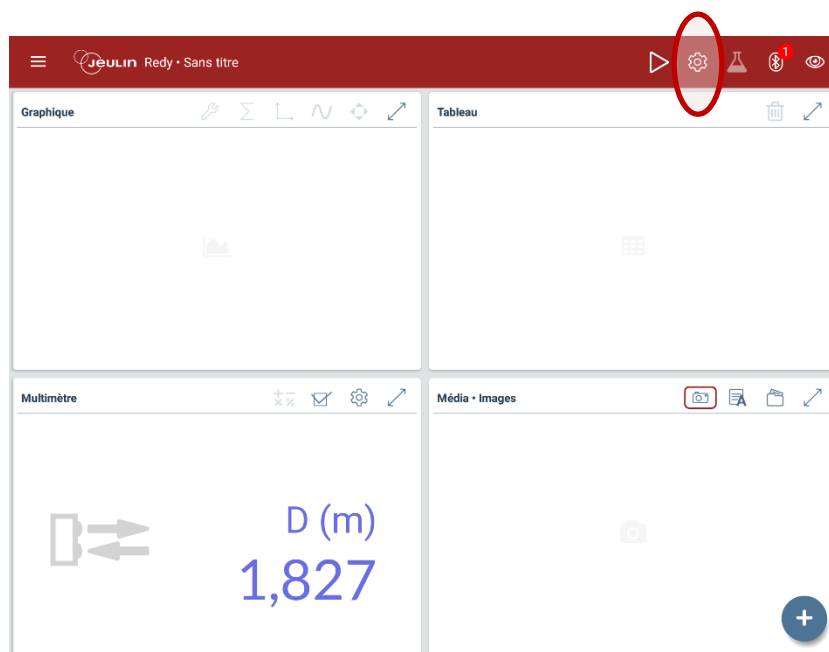 Jeulin Redy • Sans titre
1
Graphique
Tableau
Multimètre
Média • Images
D (m)
1,827